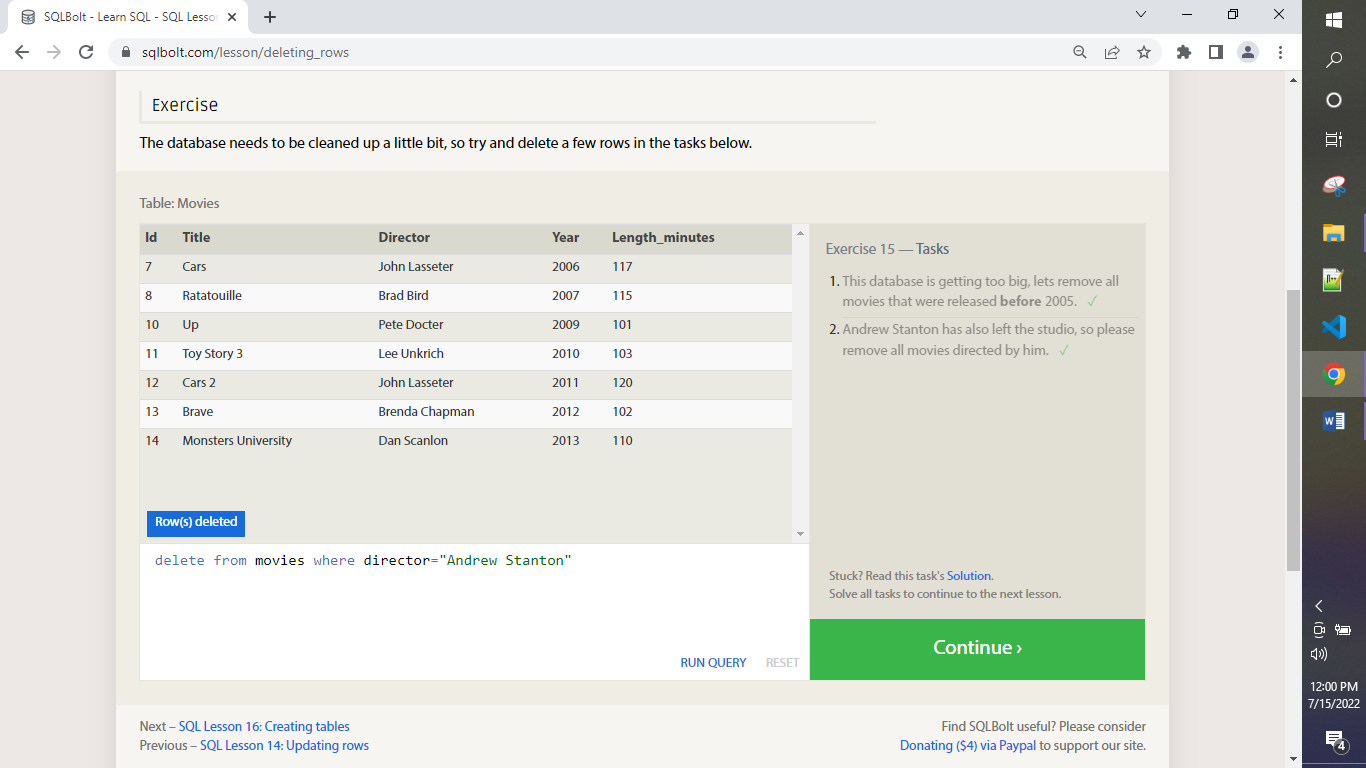 SQLBolt - Learn SQL - SQL Lesso
sqlbolt.com/lesson/deleting_rows
Exercise
The database needs to be cleaned up a little bit, so try and delete a few rows in the tasks below.
Table: Movies
Id Title Director Year Length_minutes
7 Cars John Lasseter 2006 117
8 Ratatouille Brad Bird 2007 115
10 Up Pete Docter 2009 101
11 Toy Story 3 Lee Unkrich 2010 103
12 Cars 2 John Lasseter 2011 120
13 Brave Brenda Chapman 2012 102
14 Monsters University Dan Scanlon 2013 110
Row(s) deleted
delete from movies where director="Andrew Stanton"
RUN QUERY RESET
Exercise 15 — Tasks
1. This database is getting too big, lets remove all
movies that were released before 2005. ✓
2. Andrew Stanton has also left the studio, so please
remove all movies directed by him. ✓
Stuck? Read this task's Solution.
Solve all tasks to continue to the next lesson.
Continue ›
Next – SQL Lesson 16: Creating tables
Previous – SQL Lesson 14: Updating rows
Find SQLBolt useful? Please consider
Donating ($4) via Paypal to support our site.
12:00 PM
7/15/2022
4